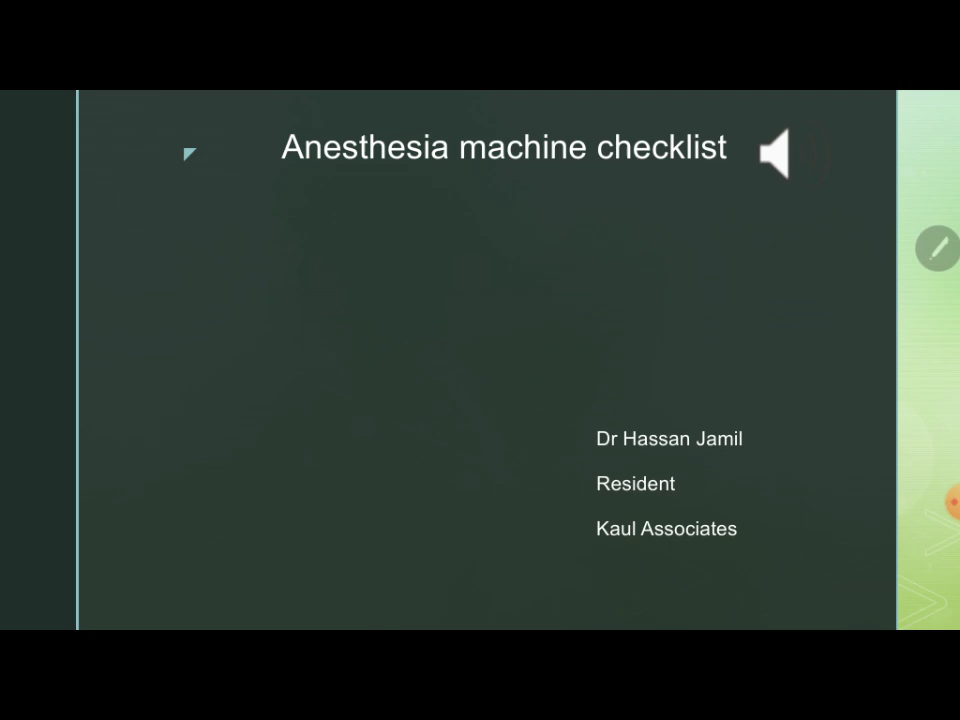 Anesthesia machine checklist
Dr Hassan Jamil
Resident
Kaul Associates